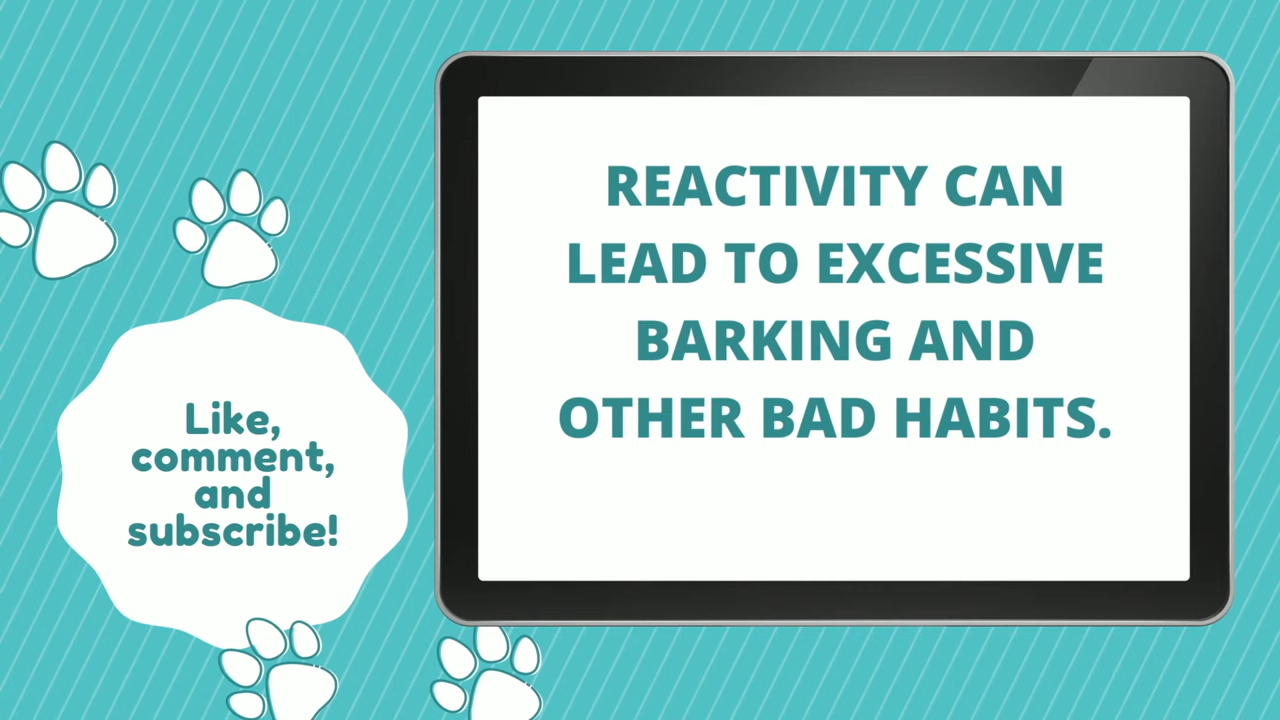 REACTIVITY CAN
LEAD TO EXCESSIVE
BARKING AND
OTHER BAD HABITS.
Like,
comment,
and
subscribe!